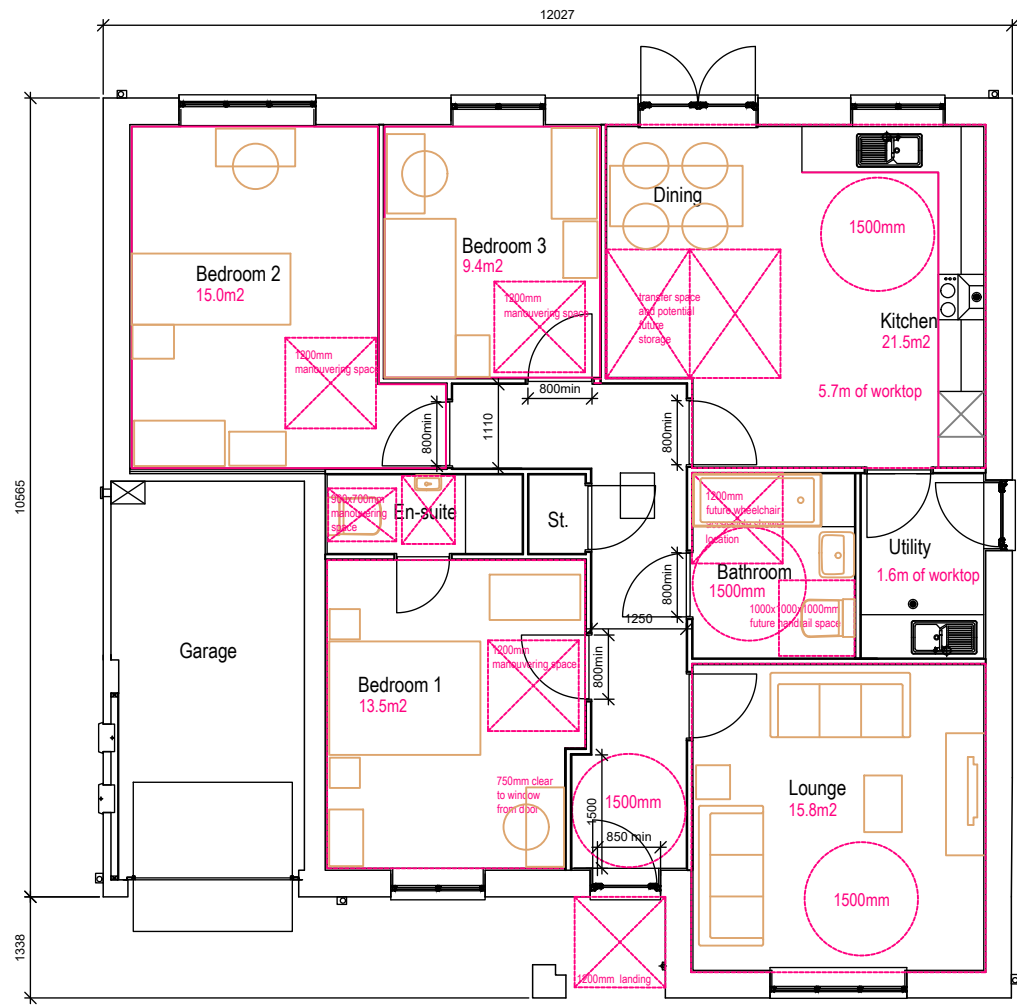 12027
10565
1338
Bedroom 2
15.0m2
1200mm
manouvering space
800min
Bedroom 3
9.4m2
1200mm
manouvering space
800min
1110
Dining
transfer space
and potential
future
storage
1500mm
Kitchen
21.5m2
5.7m of worktop
800min
900x700mm
manouvering
space
En-suite
St.
1200mm
future wheelchair
location
Bathroom
1500mm
1000x1000x1000mm
future handrail space
800min
Utility
1.6m of worktop
1250
Garage
Bedroom 1
13.5m2
1200mm
manouvering space
800min
750mm clear
to window
from door
1500
1500mm
850 min
1200mm landing
Lounge
15.8m2
1500mm